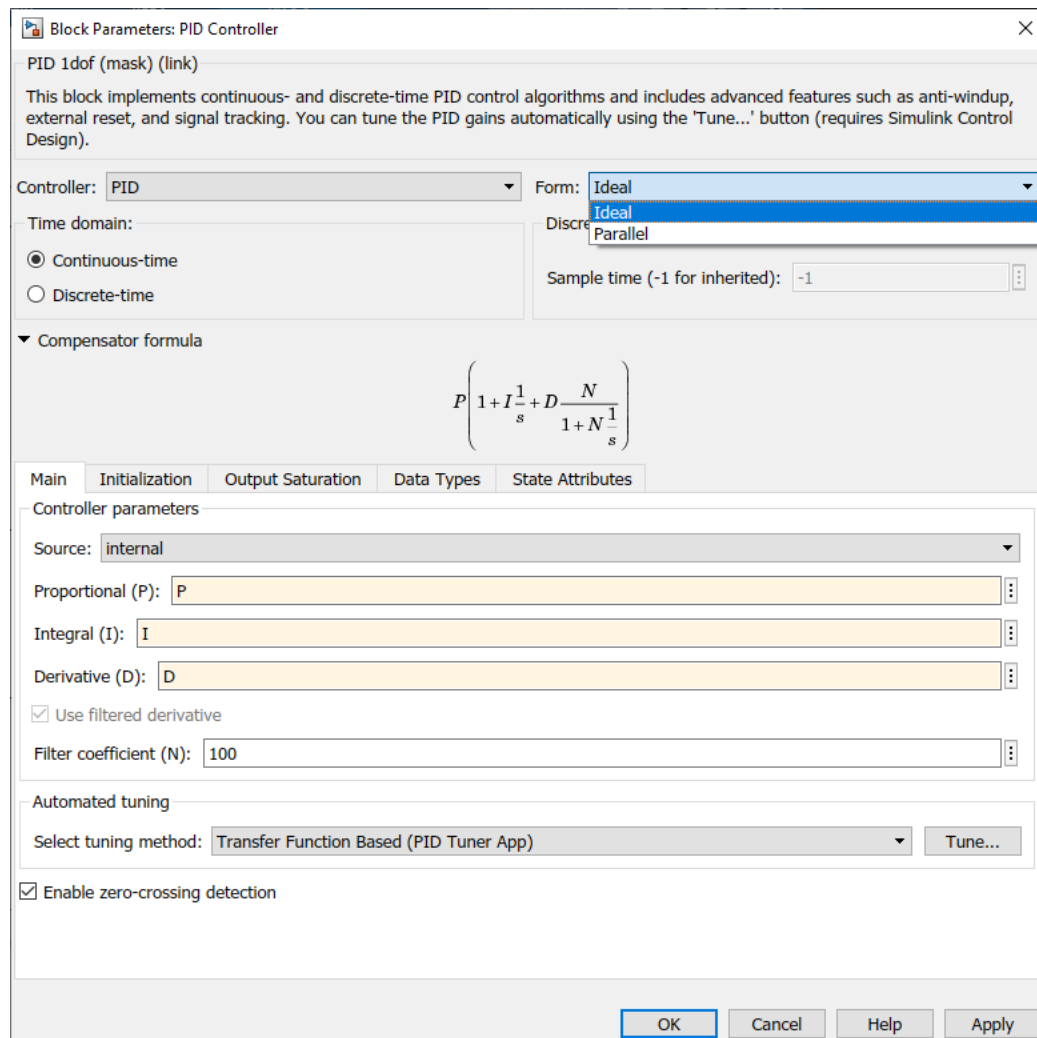 Block Parameters: PID Controller
PID 1dof (mask) (link)
This block implements continuous- and discrete-time PID control algorithms and includes advanced features such as anti-windup,
external reset, and signal tracking. You can tune the PID gains automatically using the 'Tune...' button (requires Simulink Control
Design).
Controller: PID Form: Ideal
Ideal
Parallel
Time domain:
Continuous-time
Discrete-time
Sample time (-1 for inherited): -1
Compensator formula
P(1+I 1/s +D N/(1+N 1/s))
Main Initialization Output Saturation Data Types State Attributes
Controller parameters
Source: internal
Proportional (P): P
Integral (I): I
Derivative (D): D
Use filtered derivative
Filter coefficient (N): 100
Automated tuning
Select tuning method: Transfer Function Based (PID Tuner App) Tune...
Enable zero-crossing detection
OK Cancel Help Apply